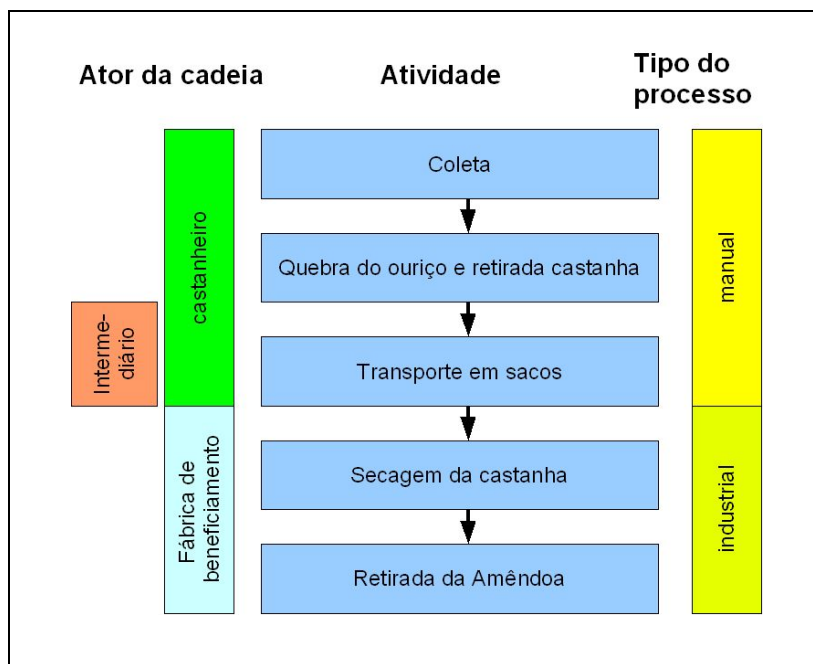 Ator da cadeia
Atividade
Tipo do
processo
castanheiro
Interme-
diário
Fábrica de
beneficiamento
Coleta
Quebra do ouriço e retirada castanha
Transporte em sacos
Secagem da castanha
Retirada da Amêndoa
manual
industrial